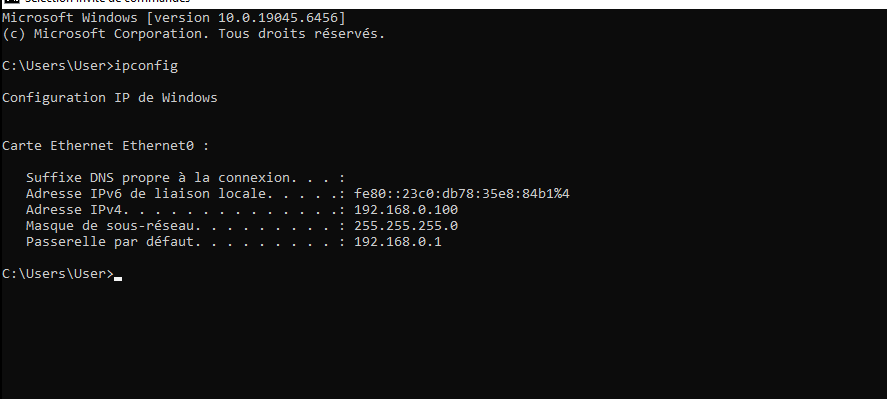 Sélection Invite de commandes
Microsoft Windows [version 10.0.19045.6456]
(c) Microsoft Corporation. Tous droits réservés.
C:\Users\User>ipconfig
Configuration IP de Windows
Carte Ethernet Ethernet0 :
Suffixe DNS propre à la connexion. . . :
Adresse IPv6 de liaison locale. . . . .: fe80::23c0:db78:35e8:84b1%4
Adresse IPv4. . . . . . . . . . . . . .: 192.168.0.100
Masque de sous-réseau. . . . . . . . . : 255.255.255.0
Passerelle par défaut. . . . . . . . . : 192.168.0.1
C:\Users\User>